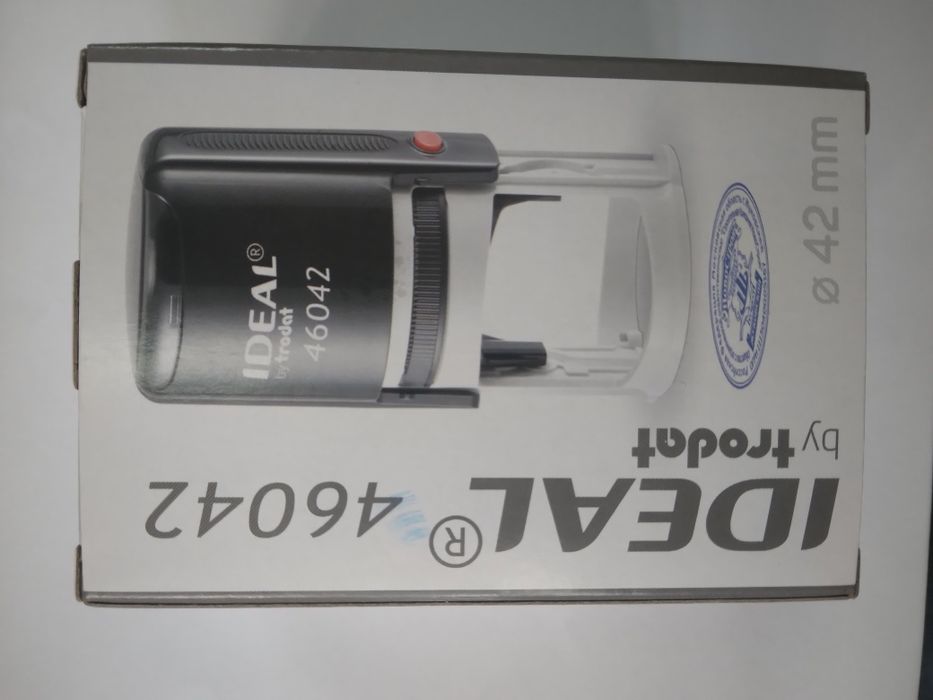 IDEAL® 46042
by trodat
IDEAL®
by trodat
46042
ø 42 mm